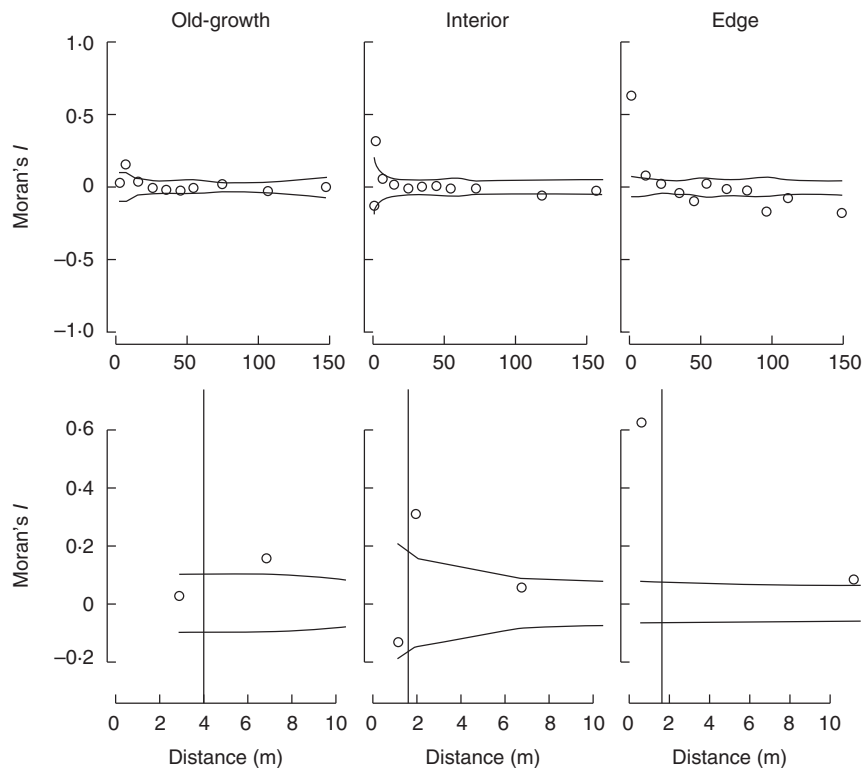 Old-growth Interior Edge
Moran's I
1·0
0·5
0
–0·5
–1·0
0 50 100 150 0 50 100 150 0 50 100 150
Moran's I
0·6
0·4
0·2
0
–0·2
0 2 4 6 8 10 0 2 4 6 8 10 0 2 4 6 8 10
Distance (m) Distance (m) Distance (m)